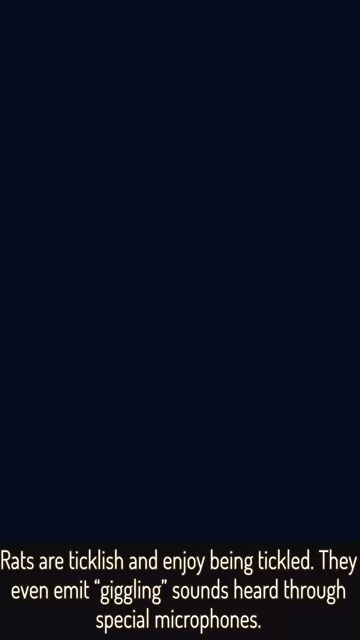 Rats are ticklish and enjoy being tickled. They
even emit “giggling” sounds heard through
special microphones.